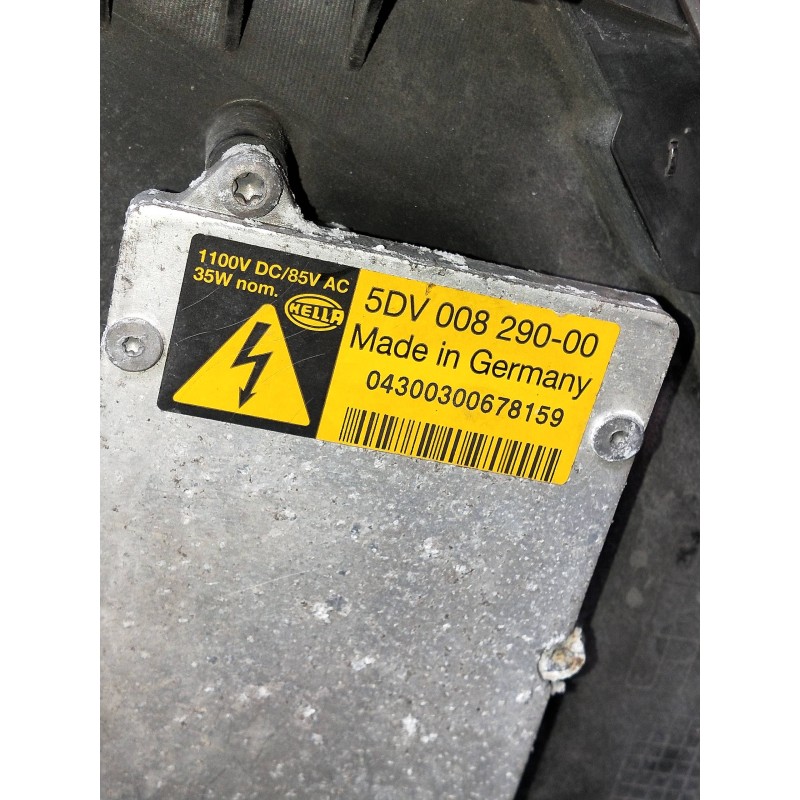 1100V DC/85V AC
35W nom.
HELLA
5DV 008 290-00
Made in Germany
04300300678159